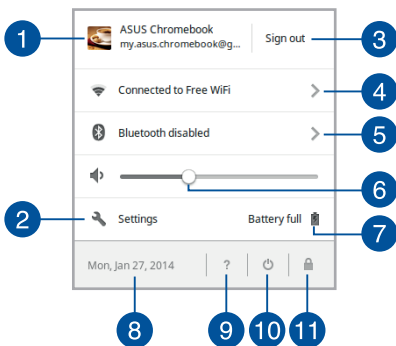 ASUS Chromebook
my.asus.chromebook@g...
Sign out
1
3
Connected to Free WiFi
4
Bluetooth disabled
5
6
Settings
Battery full
2
7
Mon, Jan 27, 2014
?
8
9
10
11